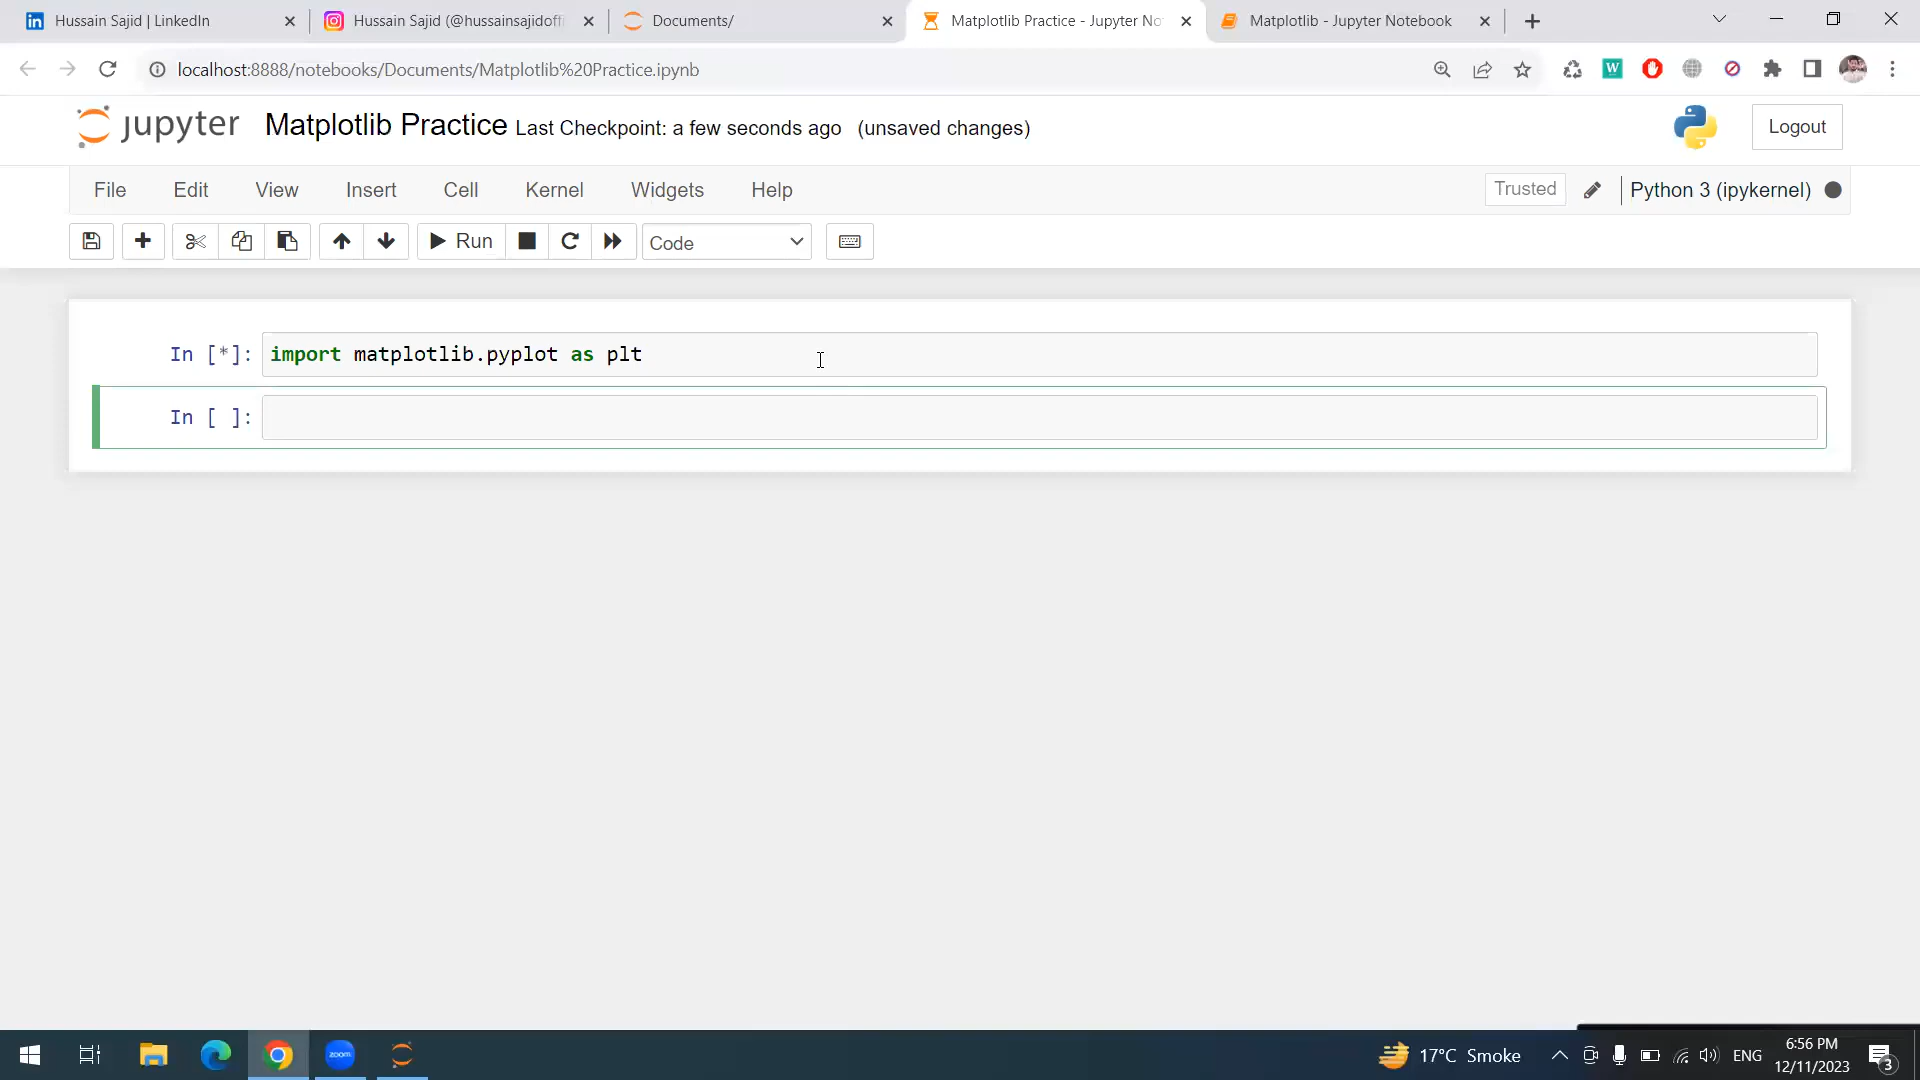 Hussain Sajid | LinkedIn
Hussain Sajid (@hussainsajidoffi
Documents/
Matplotlib Practice - Jupyter No
Matplotlib - Jupyter Notebook
localhost:8888/notebooks/Documents/Matplotlib%20Practice.ipynb
jupyter Matplotlib Practice Last Checkpoint: a few seconds ago (unsaved changes)
Logout
File Edit View Insert Cell Kernel Widgets Help
Trusted Python 3 (ipykernel)
Run Code
In [*]: import matplotlib.pyplot as plt
In [ ]:
zoom
17°C Smoke
ENG
6:56 PM
12/11/2023
3